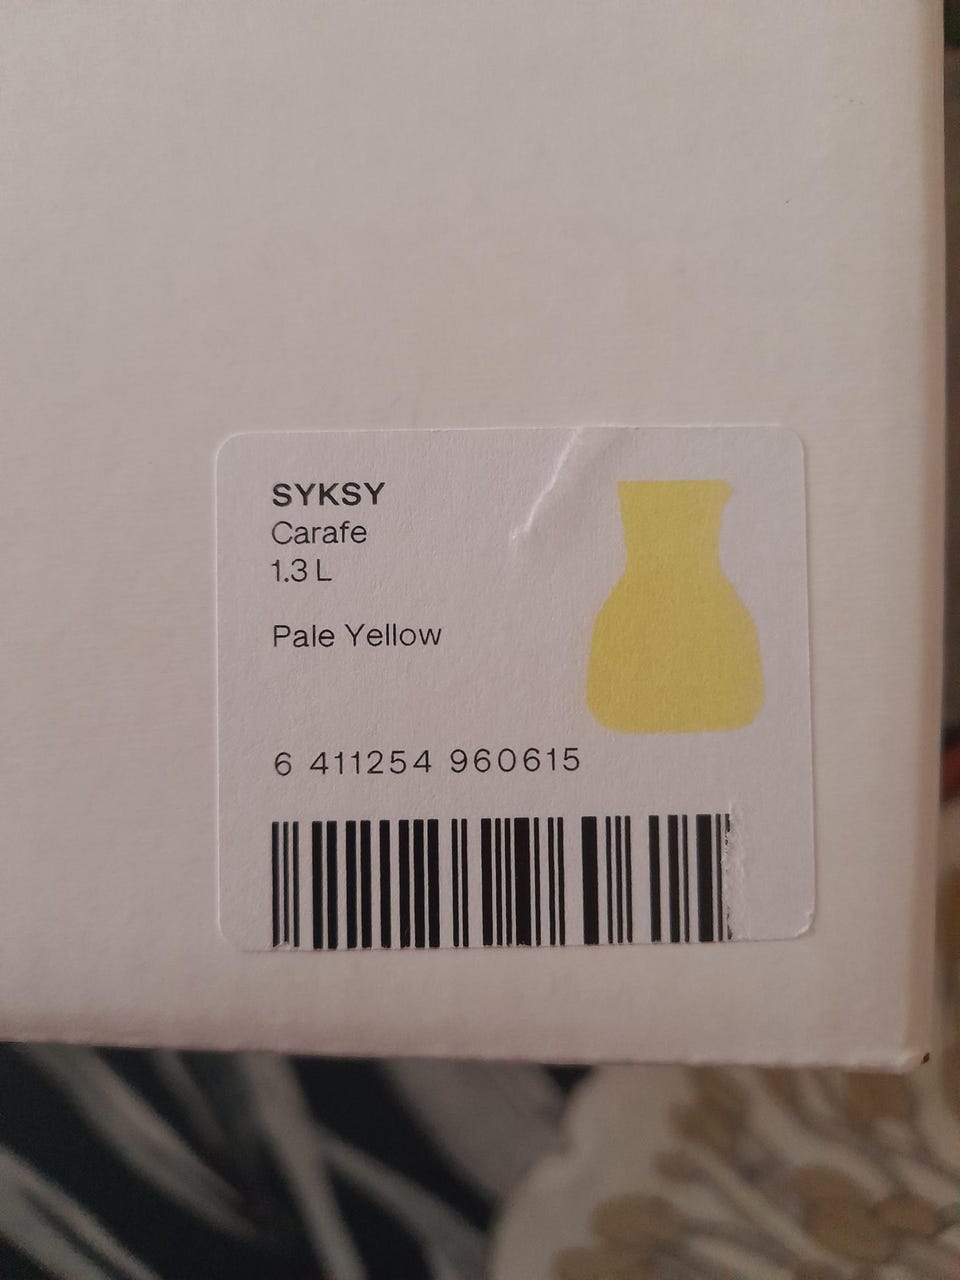 SYKSY
Carafe
1.3 L
Pale Yellow
6 411254 960615